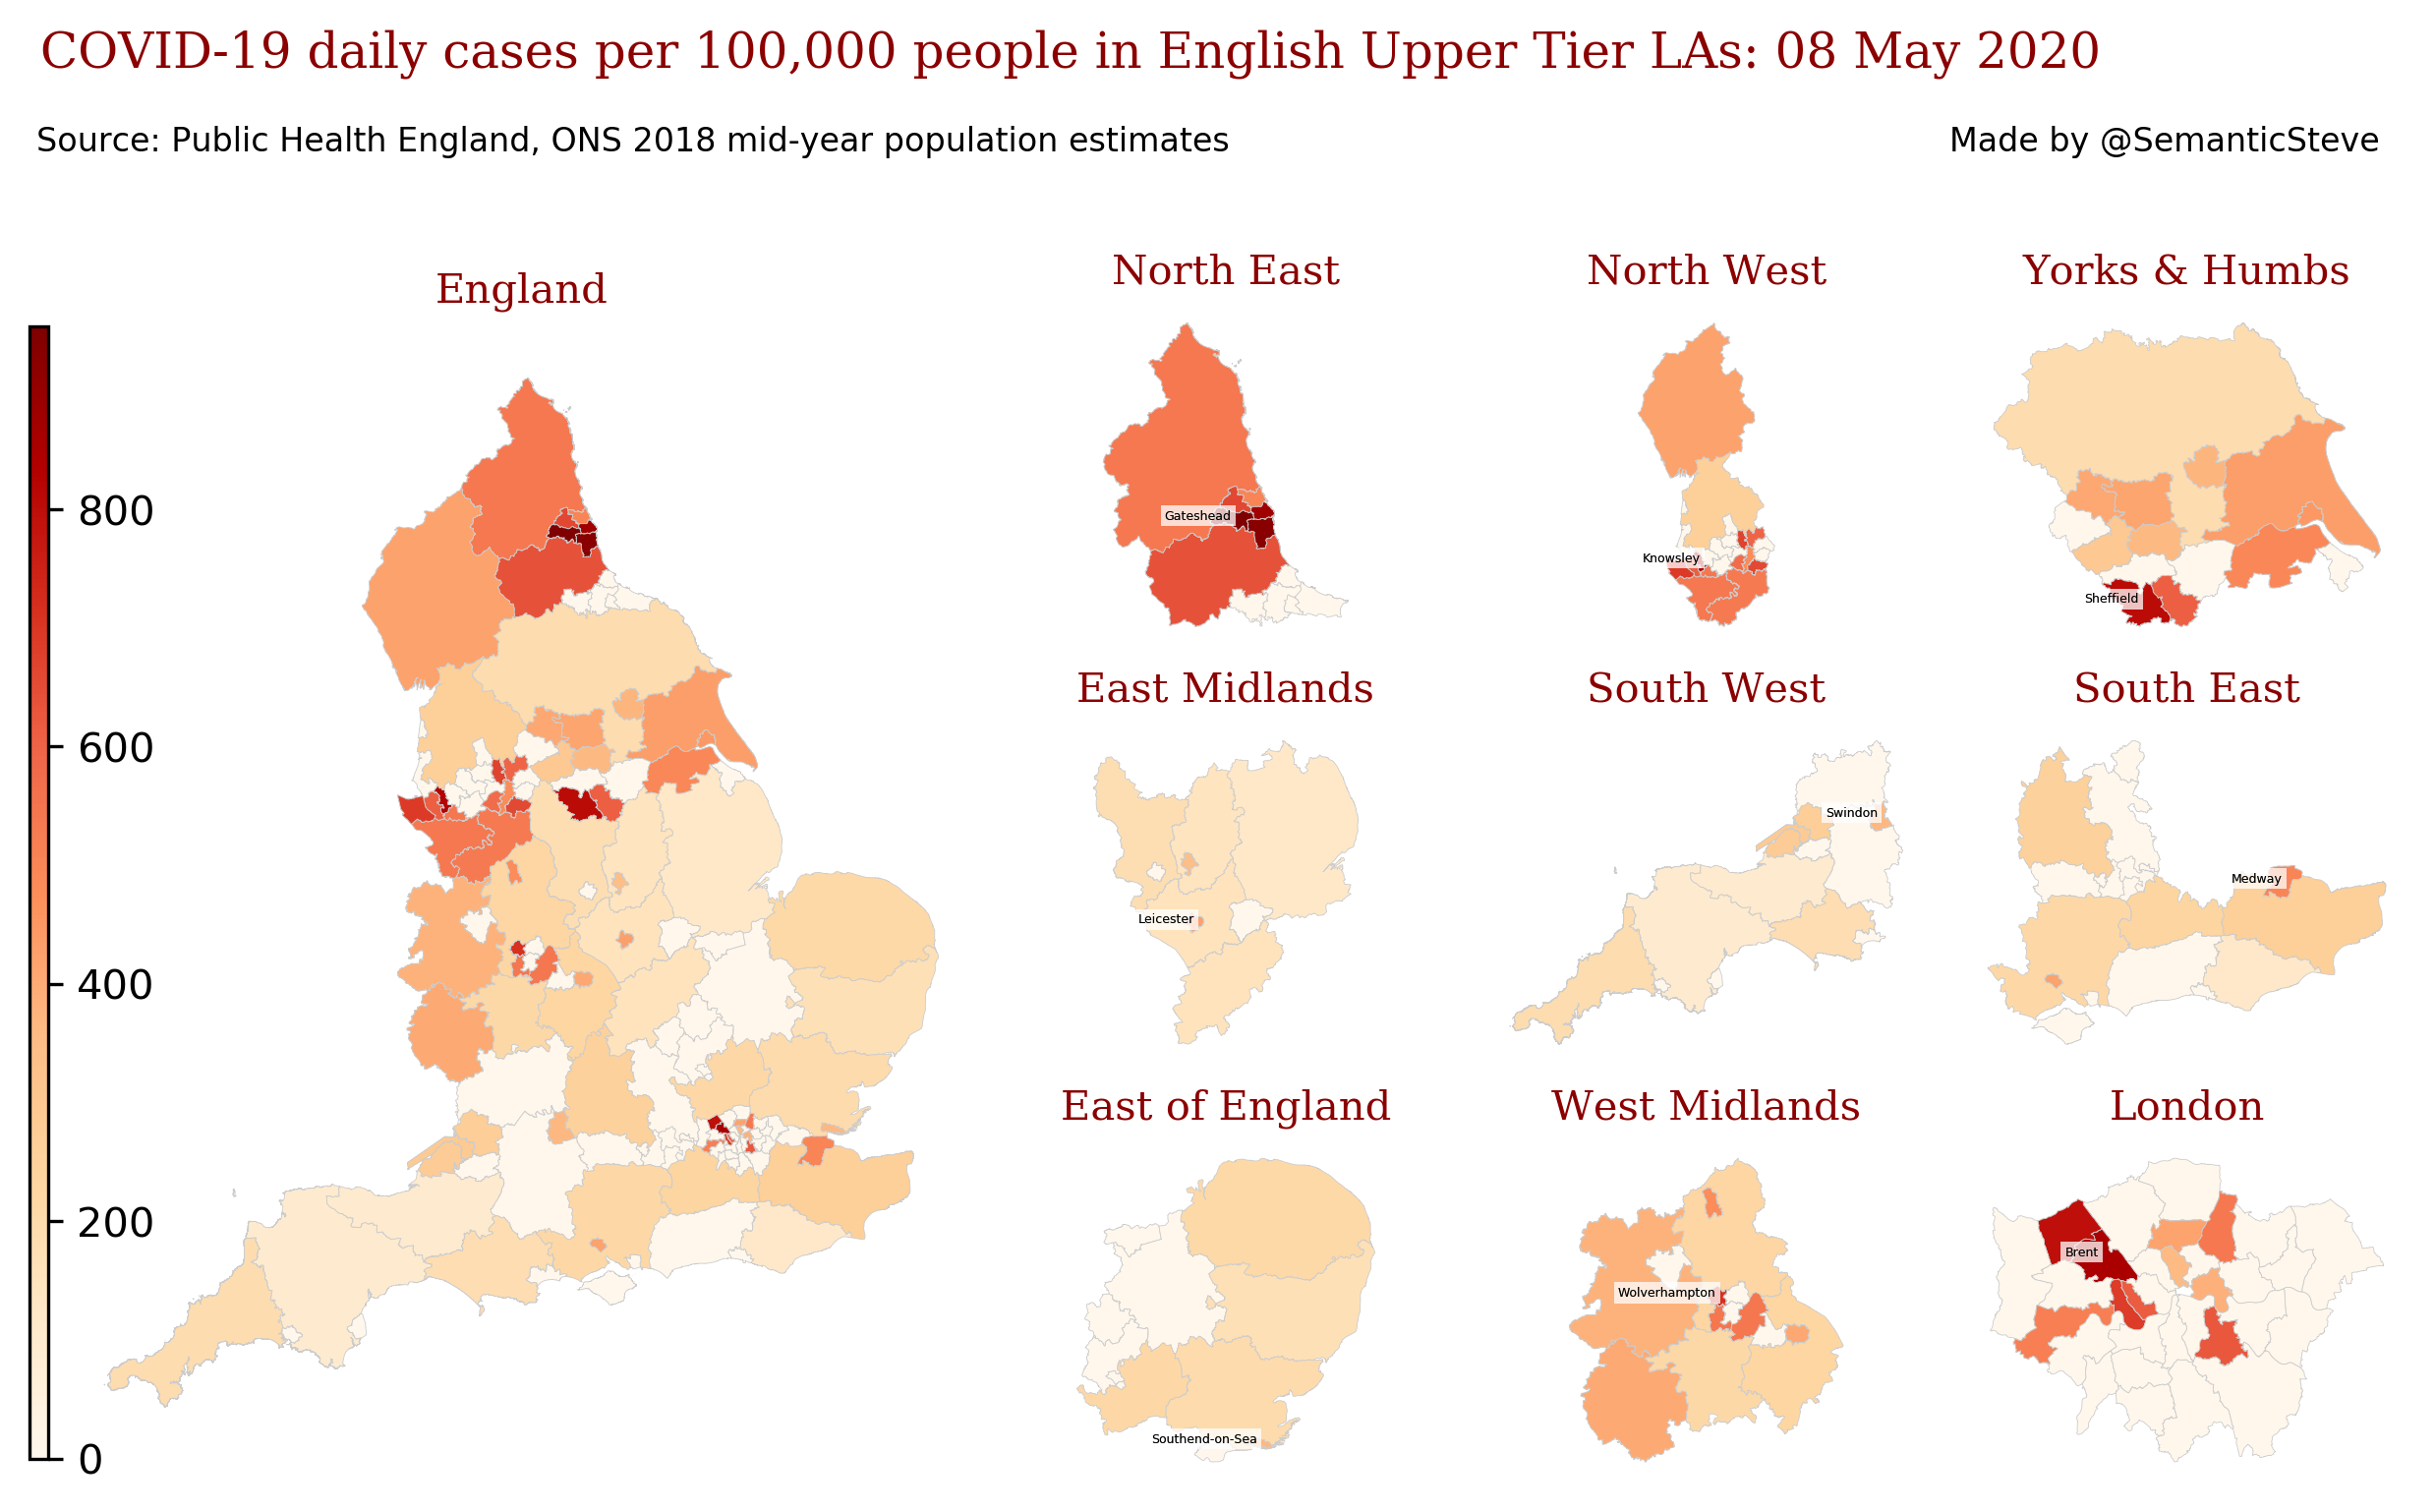 COVID-19 daily cases per 100,000 people in English Upper Tier LAs: 08 May 2020
Source: Public Health England, ONS 2018 mid-year population estimates
Made by @SemanticSteve
England
800
600
400
200
0
North East
Gateshead
North West
Knowsley
Yorks & Humbs
Sheffield
East Midlands
Leicester
South West
Swindon
South East
Medway
East of England
Southend-on-Sea
West Midlands
Wolverhampton
London
Brent